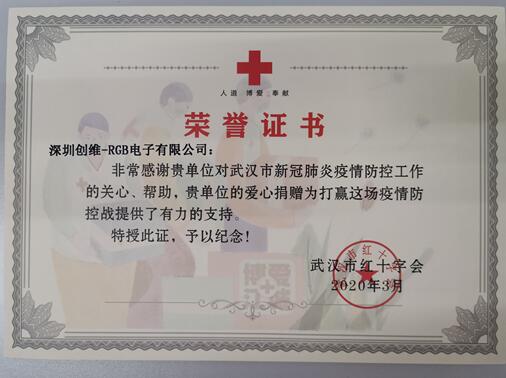 人道 博爱 奉献
荣誉证书
深圳创维-RGB电子有限公司：
非常感谢贵单位对武汉市新冠肺炎疫情防控工作
的关心、帮助，贵单位的爱心捐赠为打赢这场疫情防
控战提供了有力的支持。
特授此证，予以纪念！
博爱
武汉市红十字会
2020年3月